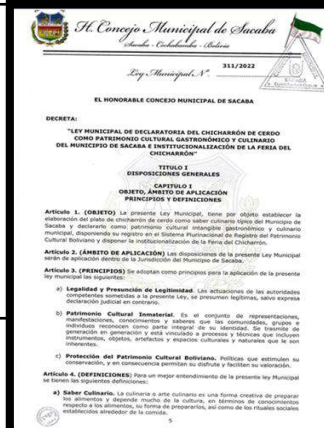 H. Concejo Municipal de Sacaba
Sacaba - Cochabamba - Bolivia
Ley Municipal N° 311/2022
EL HONORABLE CONCEJO MUNICIPAL DE SACABA
DECRETA:
"LEY MUNICIPAL DE DECLARATORIA DEL CHICHARRÓN DE CERDO
COMO PATRIMONIO CULTURAL GASTRONÓMICO Y CULINARIO
DEL MUNICIPIO DE SACABA E INSTITUCIONALIZACIÓN DE LA FERIA DEL
CHICHARRÓN"
TITULO I
DISPOSICIONES GENERALES
CAPITULO I
OBJETO, ÁMBITO DE APLICACIÓN
PRINCIPIOS Y DEFINICIONES
Artículo 1. (OBJETO) La presente Ley Municipal, tiene por objeto establecer la
elaboración del plato de chicharrón de cerdo como saber culinario típico del Municipio de
Sacaba y declararlo como patrimonio cultural intangible gastronómico y culinario
municipal, disponiendo su registro en el Sistema Plurinacional de Registro del Patrimonio
Cultural Boliviano y disponer la institucionalización de la Feria del Chicharrón.
Artículo 2. (ÁMBITO DE APLICACIÓN) Las disposiciones de la presente Ley Municipal
serán de aplicación dentro de la Jurisdicción del Municipio de Sacaba.
Artículo 3. (PRINCIPIOS) Se adoptan como principios para la aplicación de la presente
ley municipal las siguientes:
a) Legalidad y Presunción de Legitimidad. Las actuaciones de las autoridades
competentes sometidas a la presente Ley, se presumen legítimas, salvo expresa
declaración judicial en contrario.
b) Patrimonio Cultural Inmaterial. Es el conjunto de representaciones,
manifestaciones, conocimientos y saberes que las comunidades, grupos e
individuos reconocen como parte integral de su identidad. Se trasmite de
generación en generación y está vinculado a procesos y técnicas que incluyen
instrumentos, objetos, artefactos y espacios culturales y naturales que le son
inherentes.
c) Protección del Patrimonio Cultural Boliviano. Políticas que estimulen su
conservación, y en consecuencia permitan su disfrute y faciliten su valoración.
Artículo 4. (DEFINICIONES) Para un mejor entendimiento de la presente ley Municipal
se tienen las siguientes definiciones:
a) Saber Culinario. La culinaria o arte culinario es una forma creativa de preparar
los alimentos y depende mucho de la cultura, en términos de conocimientos
respecto a los alimentos, su forma de prepararlos, así como de los rituales sociales
establecidos alrededor de la comida.
5